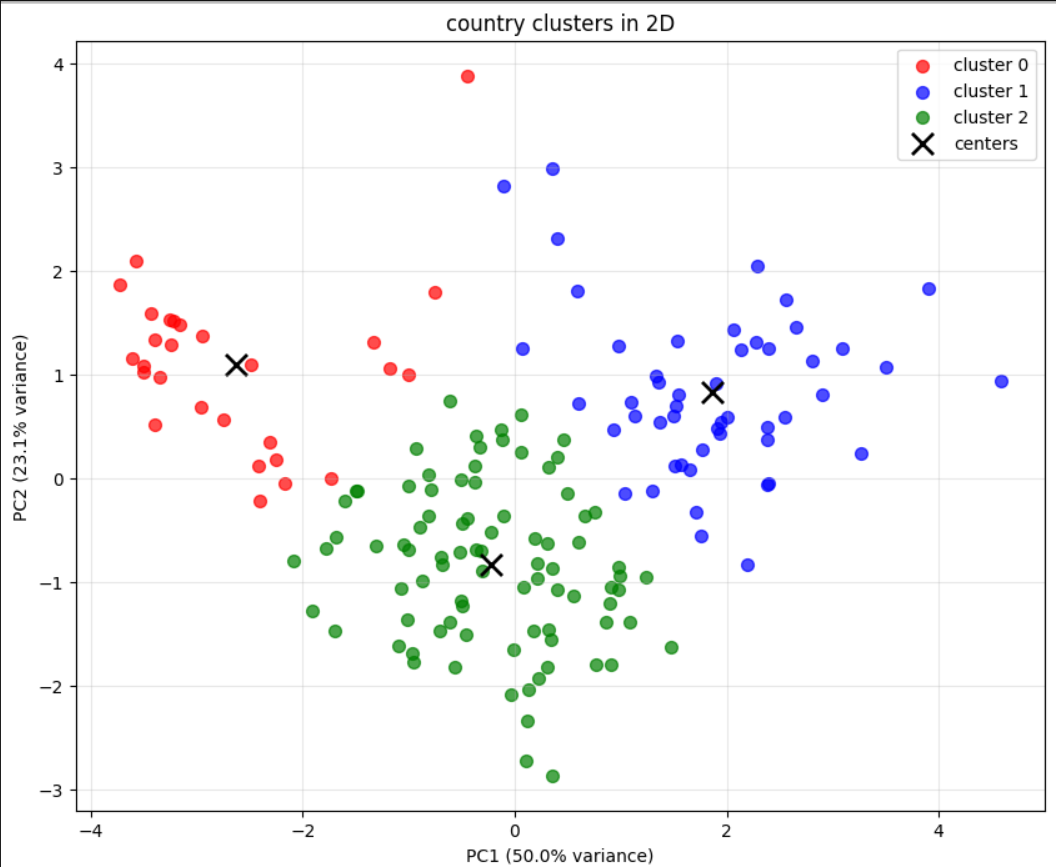 country clusters in 2D
cluster 0
cluster 1
cluster 2
centers
PC2 (23.1% variance)
4
3
2
1
0
−1
−2
−3
−4
−2
0
2
4
PC1 (50.0% variance)